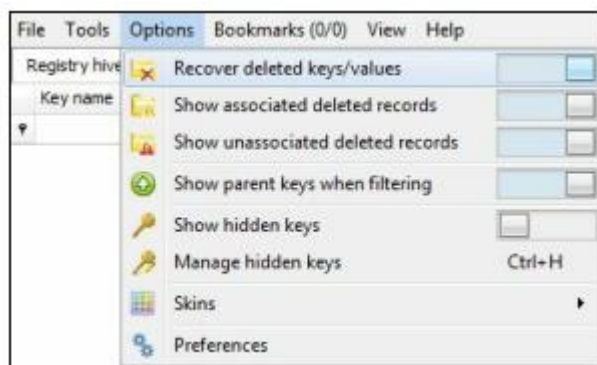 File Tools Options Bookmarks (0/0) View Help
Registry hive
Key name
Recover deleted keys/values
Show associated deleted records
Show unassociated deleted records
Show parent keys when filtering
Show hidden keys
Manage hidden keys Ctrl+H
Skins
Preferences